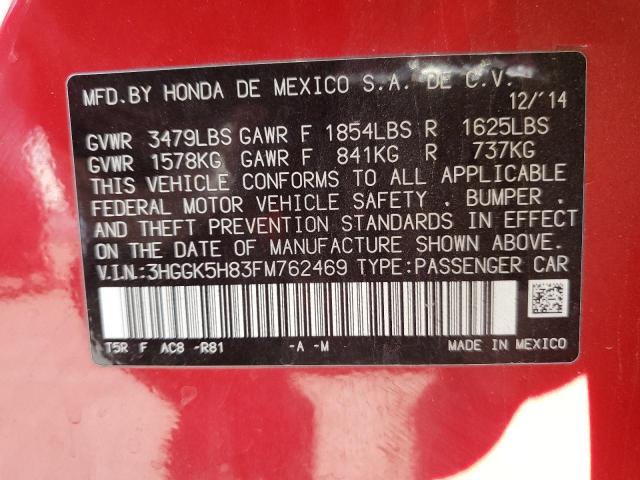 MFD.BY HONDA DE MEXICO S.A. DE C.V.
12/'14
GVWR 3479LBS GAWR F 1854LBS R 1625LBS
GVWR 1578KG GAWR F 841KG R 737KG
THIS VEHICLE CONFORMS TO ALL APPLICABLE
FEDERAL MOTOR VEHICLE SAFETY . BUMPER .
AND THEFT PREVENTION STANDARDS IN EFFECT
ON THE DATE OF MANUFACTURE SHOWN ABOVE.
V.I.N.:3HGGK5H83FM762469 TYPE:PASSENGER CAR
T5R F AC8 -R81 -A -M MADE IN MEXICO